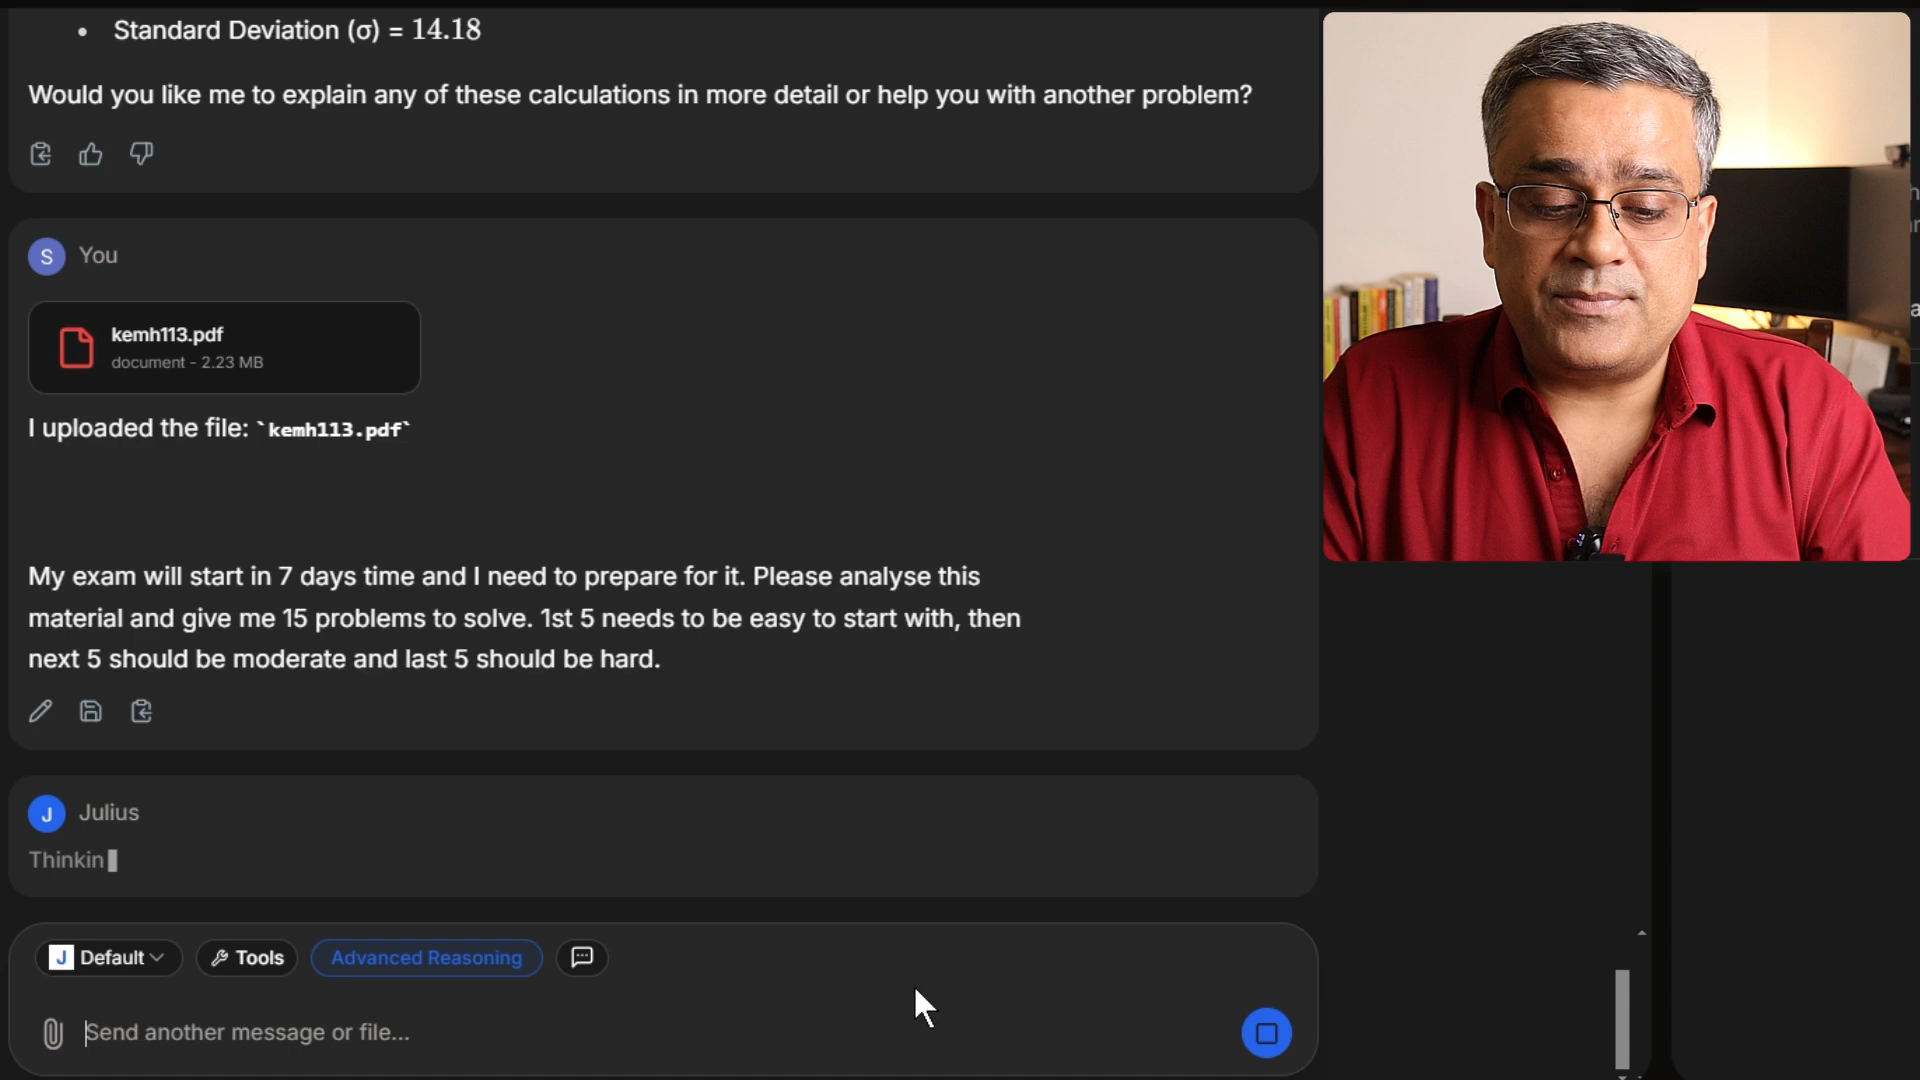 • Standard Deviation (σ) = 14.18
Would you like me to explain any of these calculations in more detail or help you with another problem?
S You
kemh113.pdf
document - 2.23 MB
I uploaded the file: `kemh113.pdf`
My exam will start in 7 days time and I need to prepare for it. Please analyse this
material and give me 15 problems to solve. 1st 5 needs to be easy to start with, then
next 5 should be moderate and last 5 should be hard.
J Julius
Thinkin
J Default Tools Advanced Reasoning
Send another message or file...